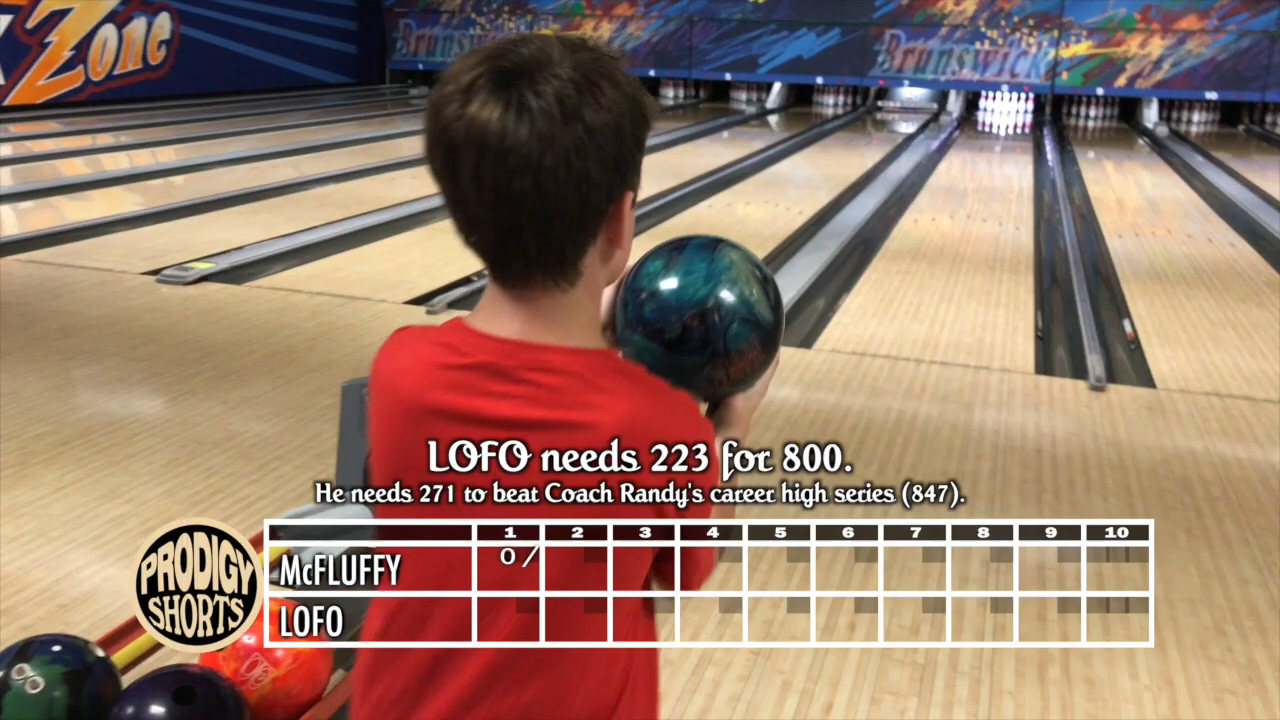 Zone
Brunswick
Brunswick
LOFO needs 223 for 800.
He needs 271 to beat Coach Randy's career high series (847).
1 2 3 4 5 6 7 8 9 10
PRODIGY
SHORTS
McFLUFFY 0 /
LOFO